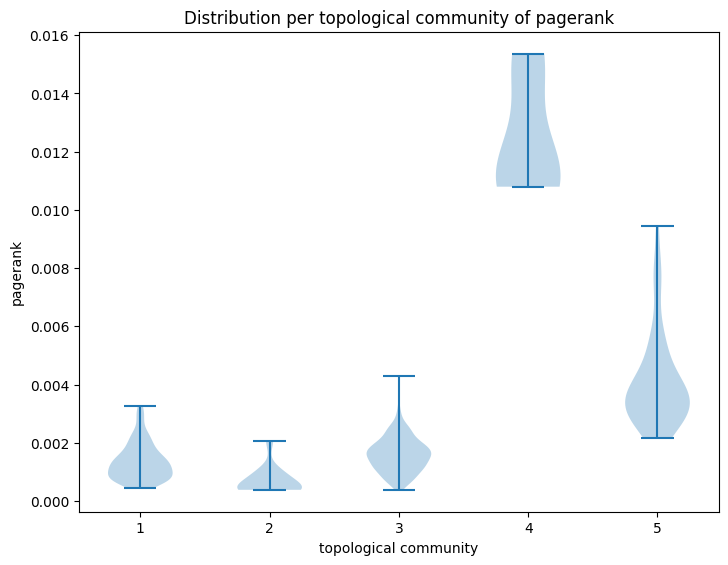 Distribution per topological community of pagerank
0.016
0.014
0.012
0.010
0.008
0.006
0.004
0.002
0.000
pagerank
1 2 3 4 5
topological community